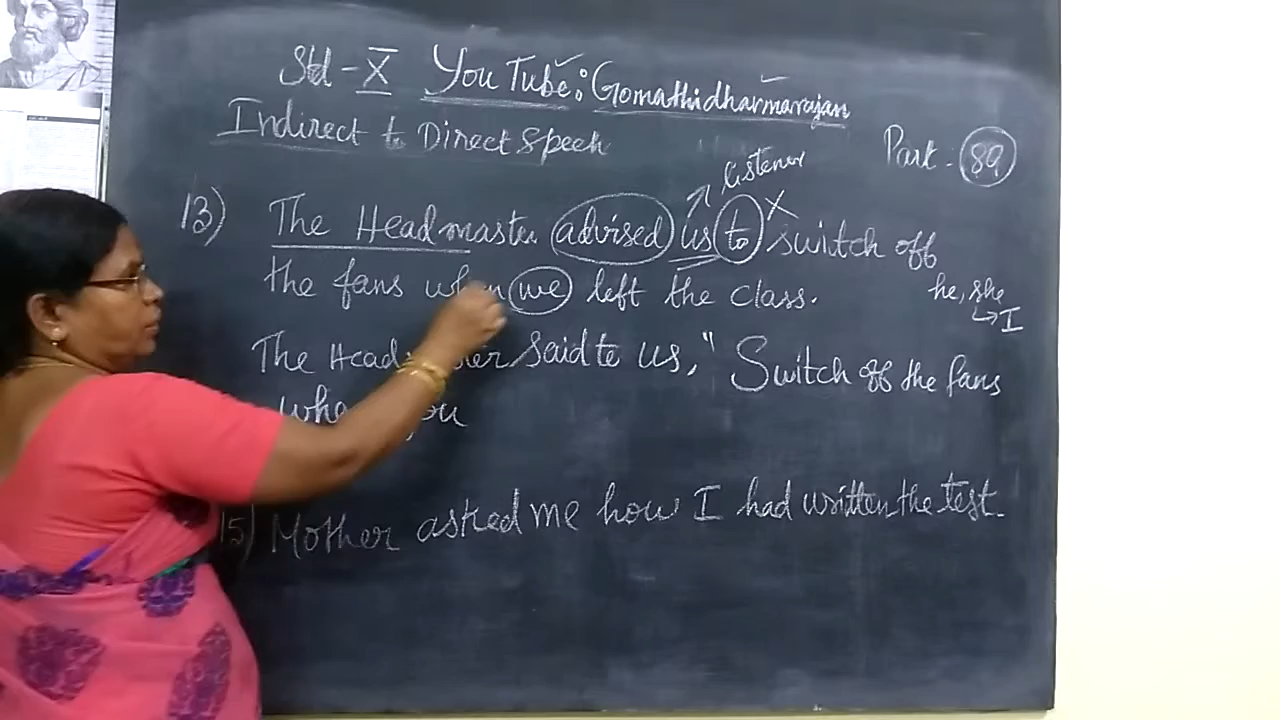 Std - X YouTube: Gomathidharmarajan
Indirect to Direct Speech
Part - 89
listener
13) The Headmaster advised us to X switch off
the fans when we left the class.
he, she
I
The Headmaster said to us, " Switch off the fans
when you
15) Mother asked me how I had written the test.